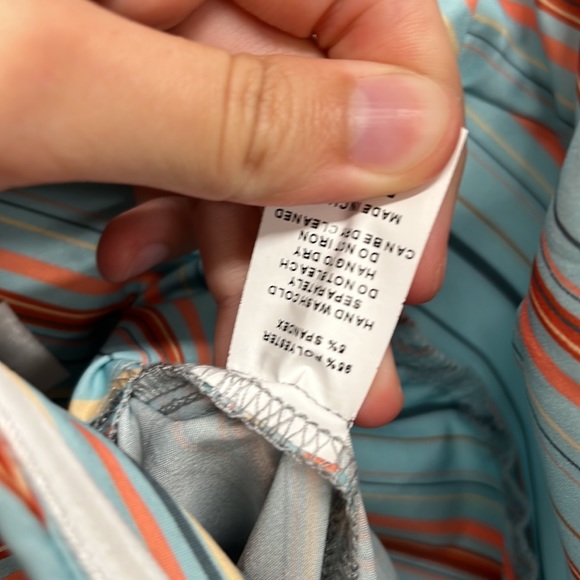 95% POLYESTER
5% SPANDEX
HAND WASH COLD
SEPARATELY
DO NOT BLEACH
HANG TO DRY
DO NOT IRON
CAN BE DRY CLEANED
MADE IN